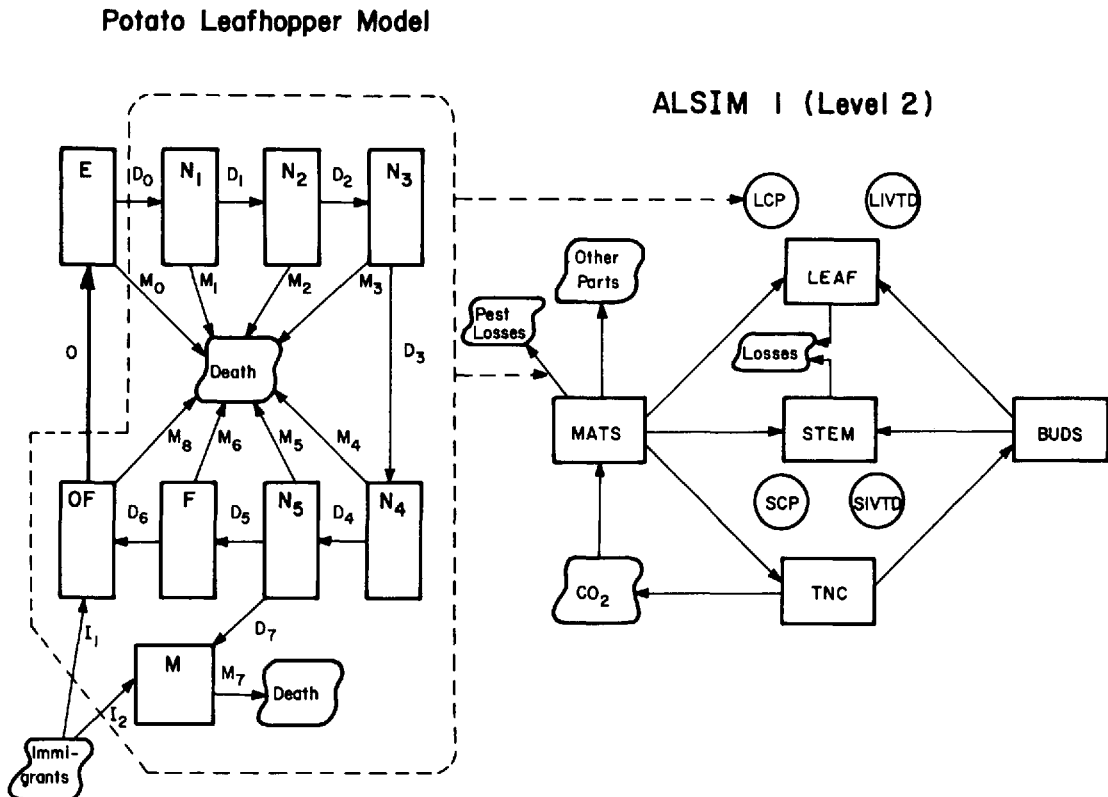 Potato Leafhopper Model
ALSIM 1 (Level 2)
E
D₀
N₁
D₁
N₂
D₂
N₃
LCP
LIVTD
M₀
M₁
M₂
M₃
Other
Parts
LEAF
Pest
Losses
O
Death
D₃
Losses
M₈
M₆
M₅
M₄
MATS
STEM
BUDS
OF
D₆
F
D₅
N₅
D₄
N₄
SCP
SIVTD
CO₂
TNC
I₁
D₇
M
M₇
Death
I₂
Immi-
grants